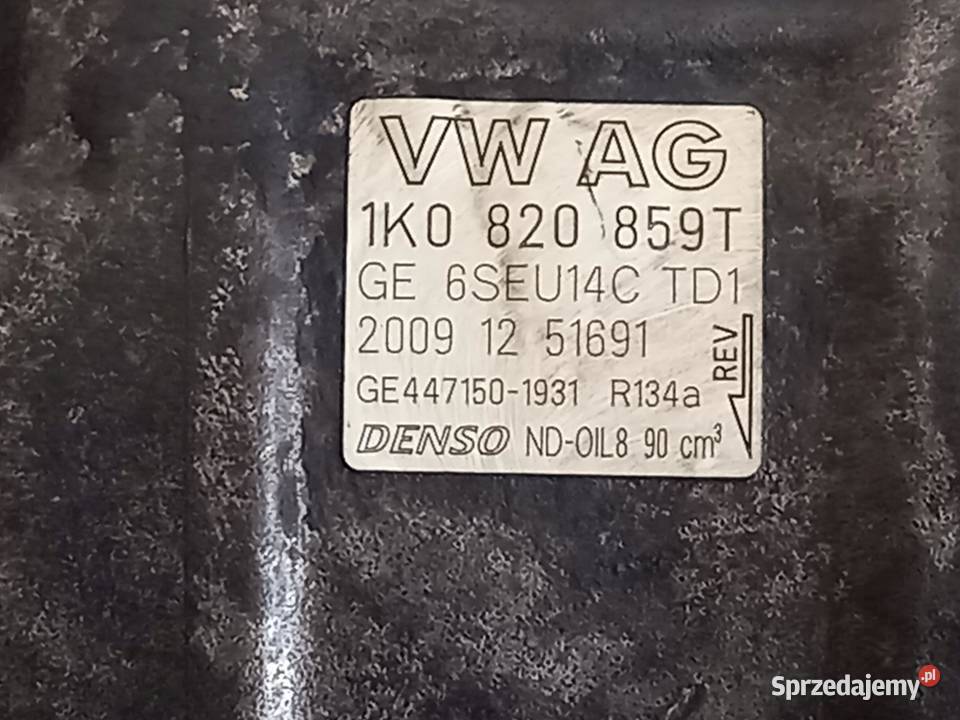 VW AG
1K0 820 859T
GE 6SEU14C TD1
2009 12 51691
REV
GE447150-1931 R134a
DENSO ND-OIL8 90 cm³
Sprzedajemy.pl